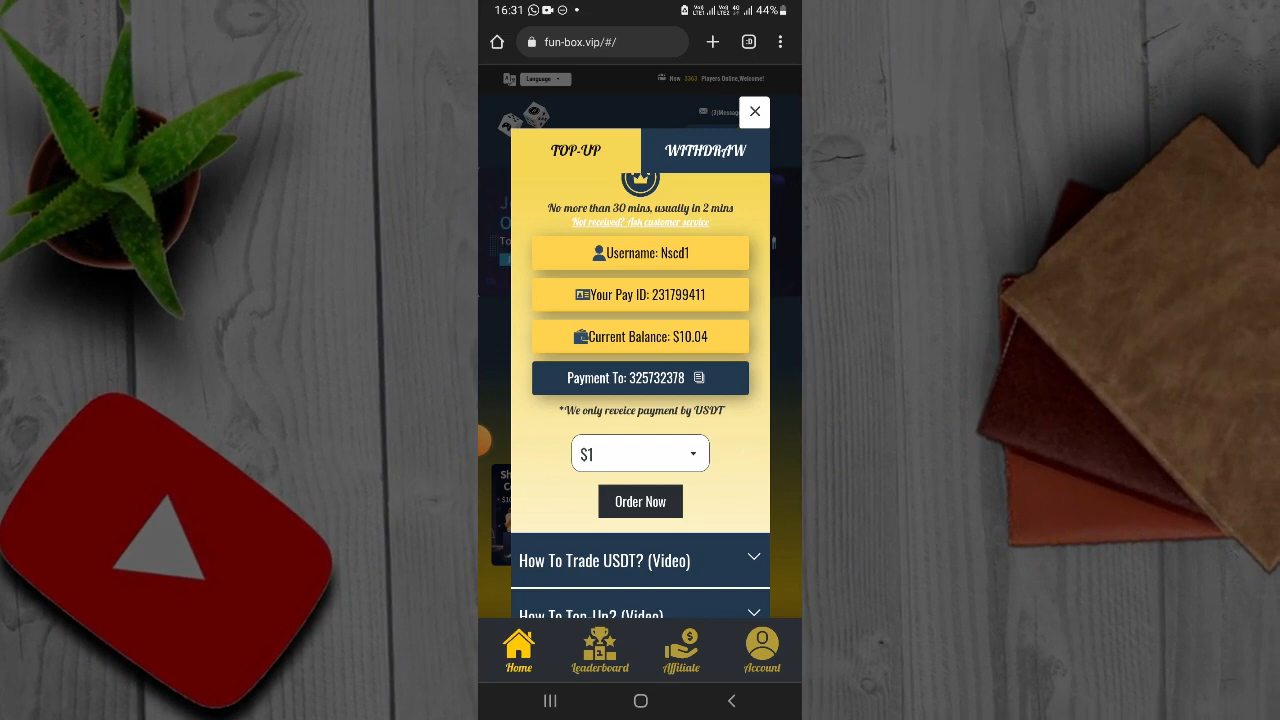 16:31
44%
fun-box.vip/#/
:D
Language
Now 3363 Players Online,Welcome!
TOP-UP
WITHDRAW
No more than 30 mins, usually in 2 mins
Not received? Ask customer service
Username: Nscd1
Your Pay ID: 231799411
Current Balance: $10.04
Payment To: 325732378
*We only reveice payment by USDT
$1
Order Now
How To Trade USDT? (Video)
How To Top-Up? (Video)
Home
Leaderboard
Affiliate
Account